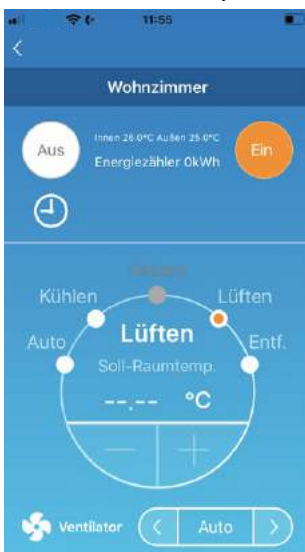 11:55
Wohnzimmer
Aus
Innen 26.0°C Außen 25.0°C
Energiezähler 0kWh
Ein
Kühlen
Lüften
Auto
Lüften
Entf.
Soll-Raumtemp.
--.-- °C
Ventilator
Auto